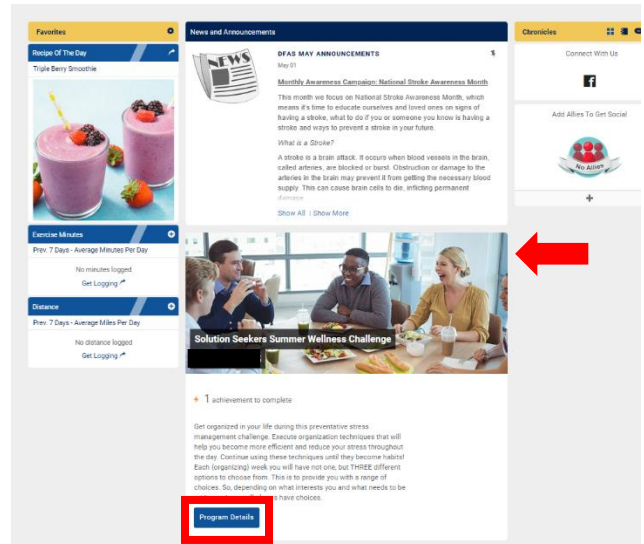 Favorites
Recipe Of The Day
Triple Berry Smoothie
Exercise Minutes
Prev. 7 Days - Average Minutes Per Day
No minutes logged
Get Logging
Distance
Prev. 7 Days - Average Miles Per Day
No distance logged
Get Logging
News and Announcements
NEWS
DFAS MAY ANNOUNCEMENTS
May 01
Monthly Awareness Campaign: National Stroke Awareness Month
This month we focus on National Stroke Awareness Month, which
means it's time to educate ourselves and loved ones on signs of
having a stroke, what to do if you or someone you know is having a
stroke and ways to prevent a stroke in your future.
What is a Stroke?
A stroke is a brain attack. It occurs when blood vessels in the brain,
called arteries, are blocked or burst. Obstruction or damage to the
arteries in the brain may prevent it from getting the necessary blood
supply. This can cause brain cells to die, inflicting permanent
damage
Show All | Show More
Solution Seekers Summer Wellness Challenge
+ 1 achievement to complete
Get organized in your life during this preventative stress
management challenge. Execute organization techniques that will
help you become more efficient and reduce your stress throughout
the day. Continue using these techniques until they become habits!
Each (organizing) week you will have not one, but THREE different
options to choose from. This is to provide you with a range of
choices. So, depending on what interests you and what needs to be
have choices.
Program Details
Chronicles
Connect With Us
Add Allies To Get Social
No Allies
+